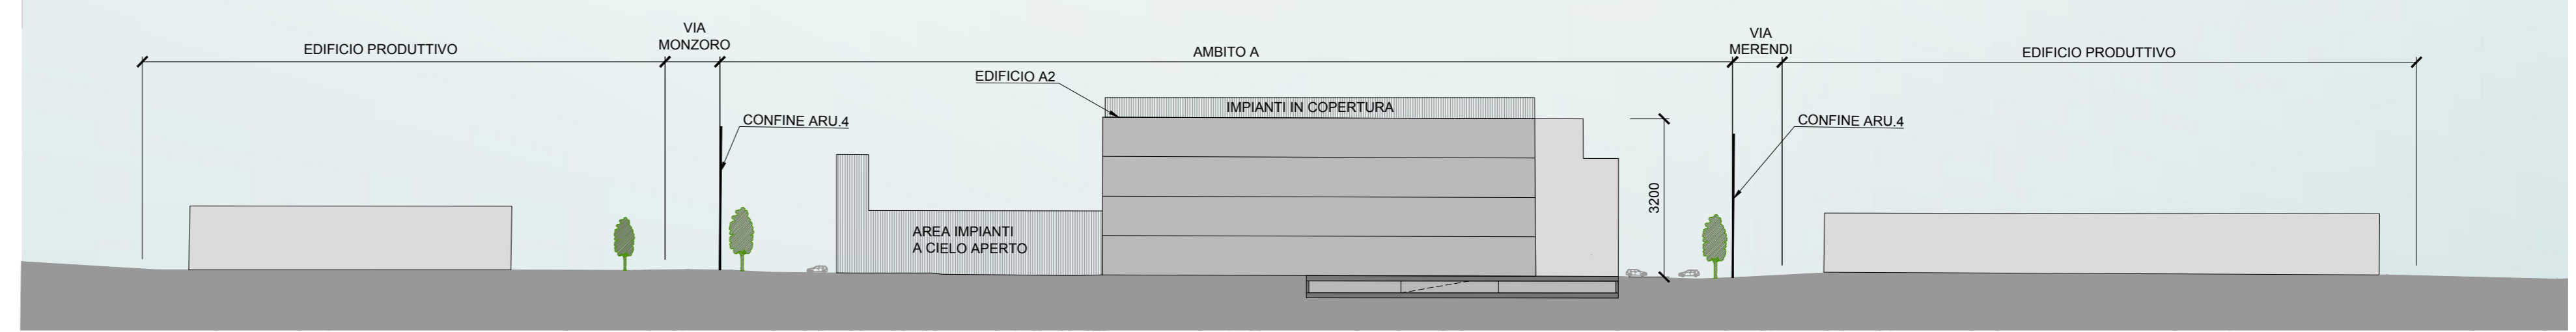 EDIFICIO PRODUTTIVO
VIA
MONZORO
AMBITO A
VIA
MERENDI
EDIFICIO PRODUTTIVO
EDIFICIO A2
IMPIANTI IN COPERTURA
CONFINE ARU.4
CONFINE ARU.4
3200
AREA IMPIANTI
A CIELO APERTO